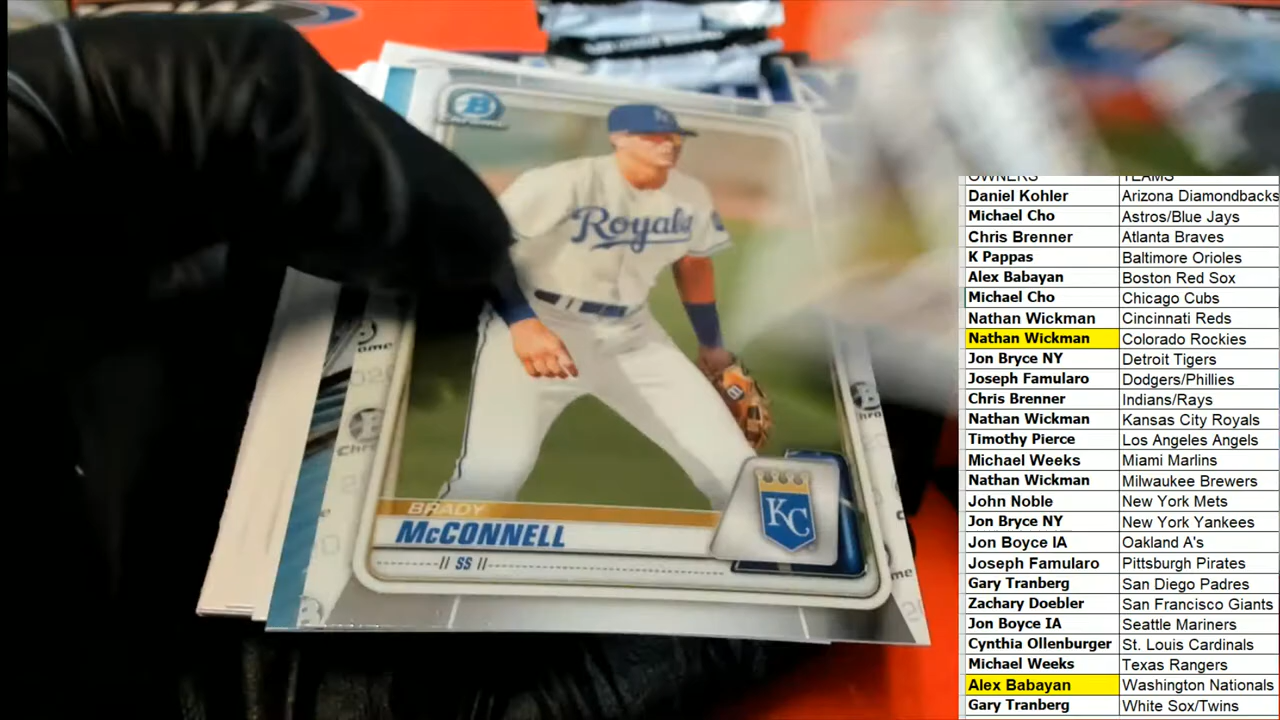 Royals
BRADY
McCONNELL
// SS //
KC
OWNERS TEAMS
Daniel Kohler Arizona Diamondbacks
Michael Cho Astros/Blue Jays
Chris Brenner Atlanta Braves
K Pappas Baltimore Orioles
Alex Babayan Boston Red Sox
Michael Cho Chicago Cubs
Nathan Wickman Cincinnati Reds
Nathan Wickman Colorado Rockies
Jon Bryce NY Detroit Tigers
Joseph Famularo Dodgers/Phillies
Chris Brenner Indians/Rays
Nathan Wickman Kansas City Royals
Timothy Pierce Los Angeles Angels
Michael Weeks Miami Marlins
Nathan Wickman Milwaukee Brewers
John Noble New York Mets
Jon Bryce NY New York Yankees
Jon Boyce IA Oakland A's
Joseph Famularo Pittsburgh Pirates
Gary Tranberg San Diego Padres
Zachary Doebler San Francisco Giants
Jon Boyce IA Seattle Mariners
Cynthia Ollenburger St. Louis Cardinals
Michael Weeks Texas Rangers
Alex Babayan Washington Nationals
Gary Tranberg White Sox/Twins